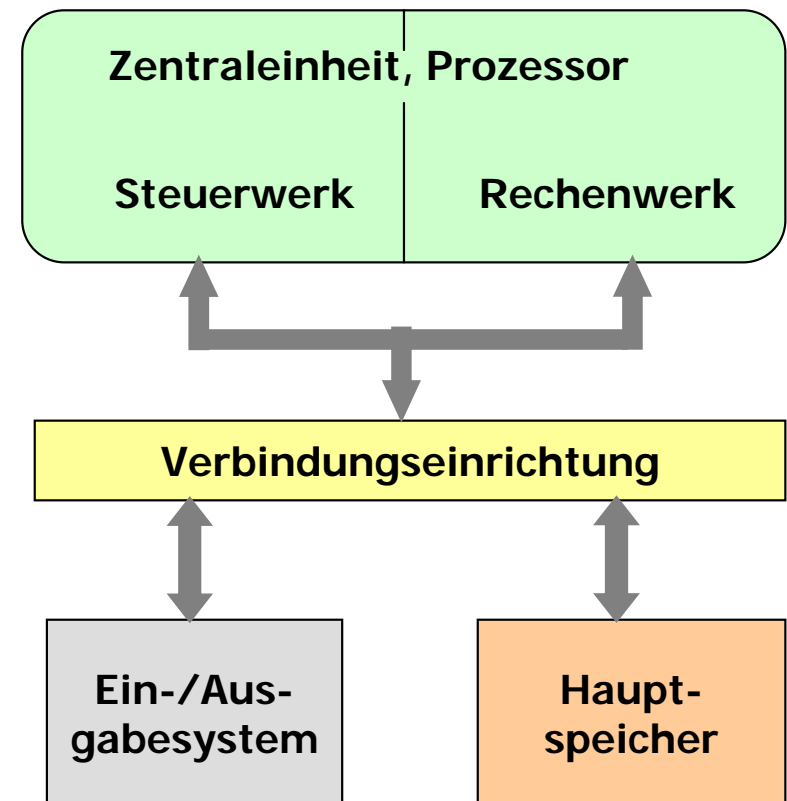 Zentraleinheit, Prozessor
Steuerwerk
Rechenwerk
Verbindungseinrichtung
Ein-/Aus-
gabesystem
Haupt-
speicher